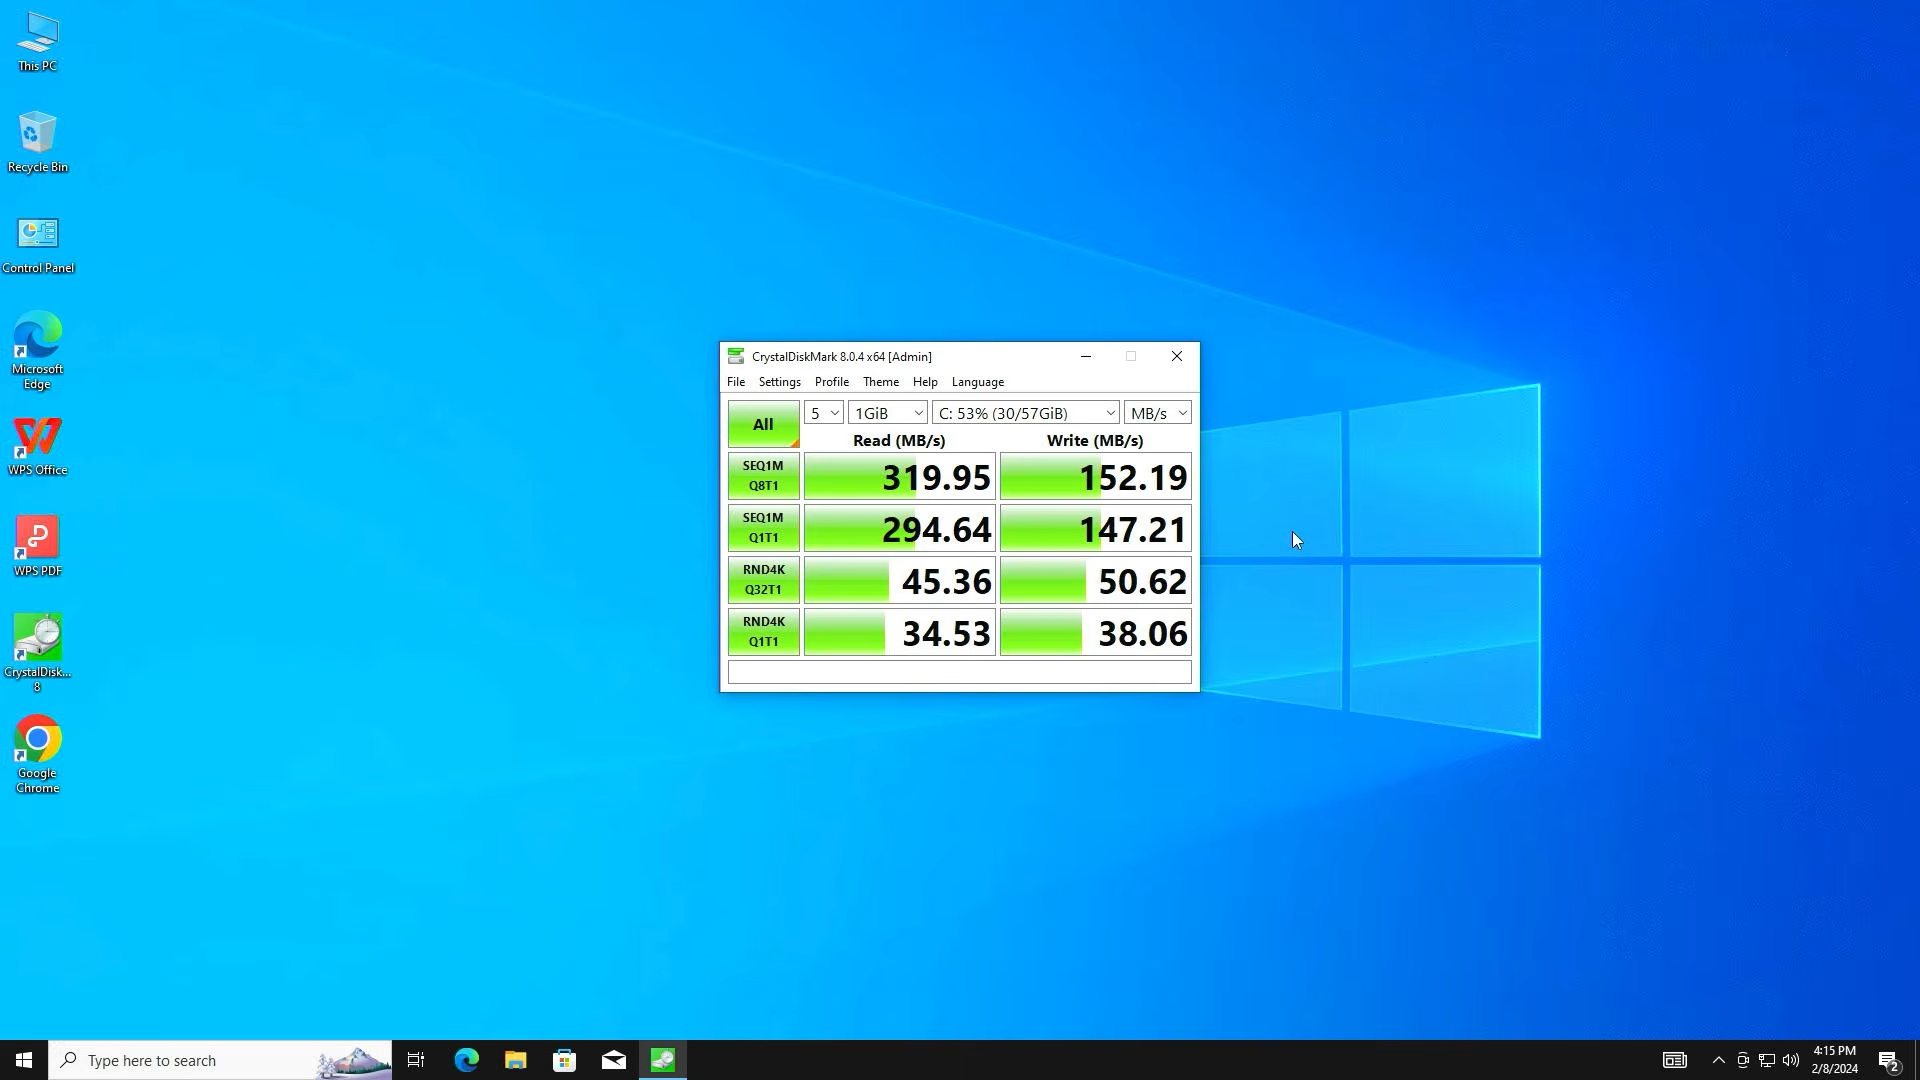 This PC
Recycle Bin
Control Panel
Microsoft
Edge
WPS Office
WPS PDF
CrystalDisk...
8
Google
Chrome
CrystalDiskMark 8.0.4 x64 [Admin]
File Settings Profile Theme Help Language
All 5 1GiB C: 53% (30/57GiB) MB/s
Read (MB/s) Write (MB/s)
SEQ1M
Q8T1 319.95 152.19
SEQ1M
Q1T1 294.64 147.21
RND4K
Q32T1 45.36 50.62
RND4K
Q1T1 34.53 38.06
Type here to search
4:15 PM
2/8/2024
2